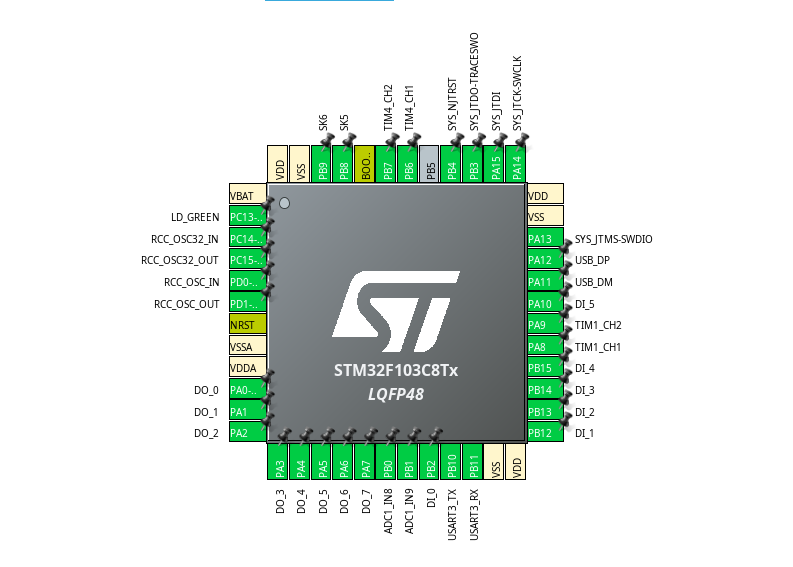 SK6
SK5
TIM4_CH2
TIM4_CH1
SYS_NJTRST
SYS_JTDO-TRACESWO
SYS_JTDI
SYS_JTCK-SWCLK
VDD
VSS
PB9
PB8
BOO..
PB7
PB6
PB5
PB4
PB3
PA15
PA14
VBAT
LD_GREEN PC13-..
RCC_OSC32_IN PC14-..
RCC_OSC32_OUT PC15-..
RCC_OSC_IN PD0-..
RCC_OSC_OUT PD1-..
NRST
VSSA
VDDA
DO_0 PA0-..
DO_1 PA1
DO_2 PA2
ST
STM32F103C8Tx
LQFP48
VDD
VSS
PA13 SYS_JTMS-SWDIO
PA12 USB_DP
PA11 USB_DM
PA10 DI_5
PA9 TIM1_CH2
PA8 TIM1_CH1
PB15 DI_4
PB14 DI_3
PB13 DI_2
PB12 DI_1
PA3
PA4
PA5
PA6
PA7
PB0
PB1
PB2
PB10
PB11
VSS
VDD
DO_3
DO_4
DO_5
DO_6
DO_7
ADC1_IN8
ADC1_IN9
DI_0
USART3_TX
USART3_RX